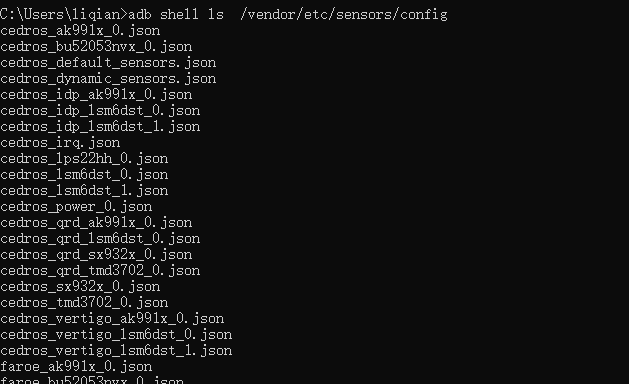 C:\Users\liqian>adb shell ls  /vendor/etc/sensors/config
cedros_ak991x_0.json
cedros_bu52053nvx_0.json
cedros_default_sensors.json
cedros_dynamic_sensors.json
cedros_idp_ak991x_0.json
cedros_idp_lsm6dst_0.json
cedros_idp_lsm6dst_1.json
cedros_irq.json
cedros_lps22hh_0.json
cedros_lsm6dst_0.json
cedros_lsm6dst_1.json
cedros_power_0.json
cedros_qrd_ak991x_0.json
cedros_qrd_lsm6dst_0.json
cedros_qrd_sx932x_0.json
cedros_qrd_tmd3702_0.json
cedros_sx932x_0.json
cedros_tmd3702_0.json
cedros_vertigo_ak991x_0.json
cedros_vertigo_lsm6dst_0.json
cedros_vertigo_lsm6dst_1.json
faroe_ak991x_0.json
faroe_bu52053nvx_0.json